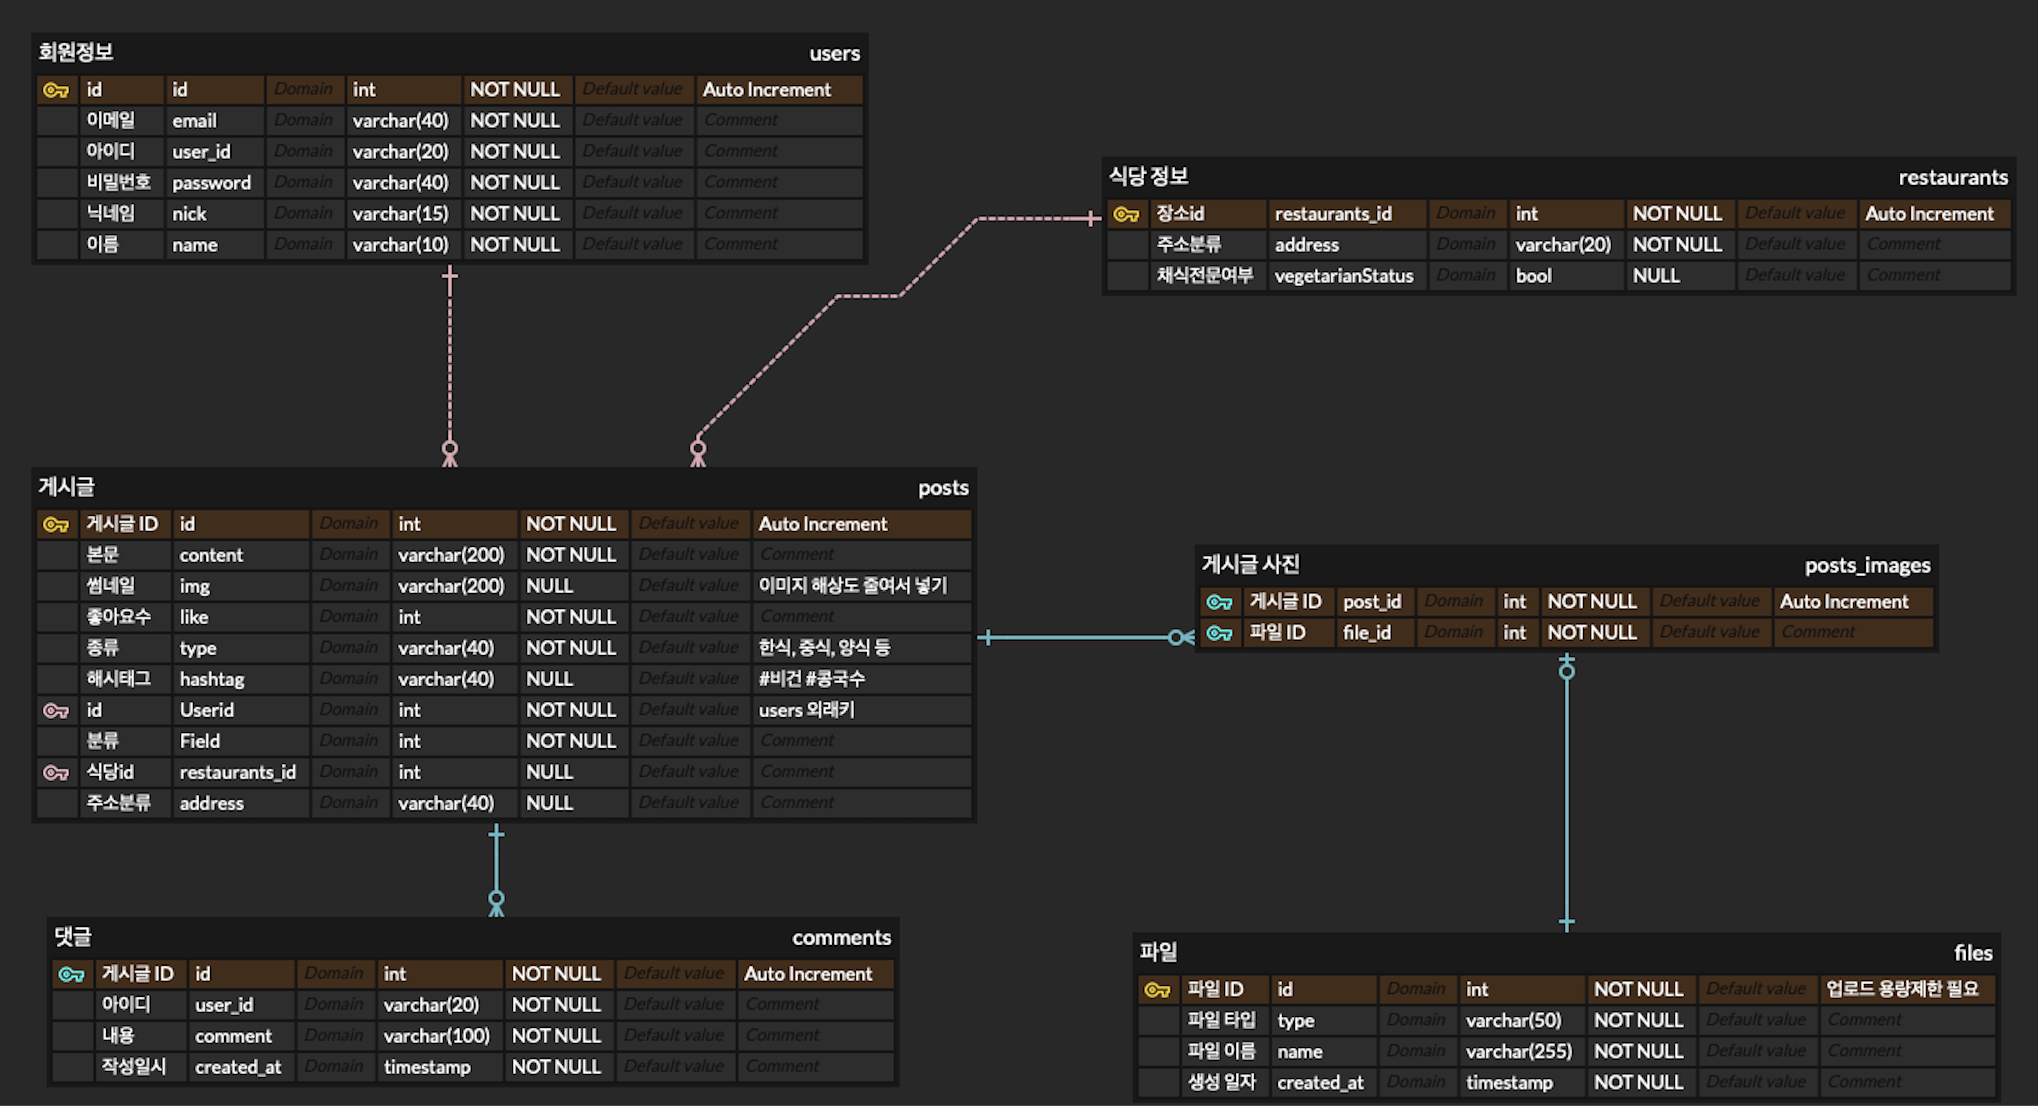 회원정보 users
id id Domain int NOT NULL Default value Auto Increment
이메일 email Domain varchar(40) NOT NULL Default value Comment
아이디 user_id Domain varchar(20) NOT NULL Default value Comment
비밀번호 password Domain varchar(40) NOT NULL Default value Comment
닉네임 nick Domain varchar(15) NOT NULL Default value Comment
이름 name Domain varchar(10) NOT NULL Default value Comment
식당 정보 restaurants
장소id restaurants_id Domain int NOT NULL Default value Auto Increment
주소분류 address Domain varchar(20) NOT NULL Default value Comment
채식전문여부 vegetarianStatus Domain bool NULL Default value Comment
게시글 posts
게시글 ID id Domain int NOT NULL Default value Auto Increment
본문 content Domain varchar(200) NOT NULL Default value Comment
썸네일 img Domain varchar(200) NULL Default value 이미지 해상도 줄여서 넣기
좋아요수 like Domain int NOT NULL Default value Comment
종류 type Domain varchar(40) NOT NULL Default value 한식, 중식, 양식 등
해시태그 hashtag Domain varchar(40) NULL Default value #비건 #콩국수
id Userid Domain int NOT NULL Default value users 외래키
분류 Field Domain int NOT NULL Default value Comment
식당id restaurants_id Domain int NULL Default value Comment
주소분류 address Domain varchar(40) NULL Default value Comment
게시글 사진 posts_images
게시글 ID post_id Domain int NOT NULL Default value Auto Increment
파일 ID file_id Domain int NOT NULL Default value Comment
댓글 comments
게시글 ID id Domain int NOT NULL Default value Auto Increment
아이디 user_id Domain varchar(20) NOT NULL Default value Comment
내용 comment Domain varchar(100) NOT NULL Default value Comment
작성일시 created_at Domain timestamp NOT NULL Default value Comment
파일 files
파일 ID id Domain int NOT NULL Default value 업로드 용량제한 필요
파일 타입 type Domain varchar(50) NOT NULL Default value Comment
파일 이름 name Domain varchar(255) NOT NULL Default value Comment
생성 일자 created_at Domain timestamp NOT NULL Default value Comment